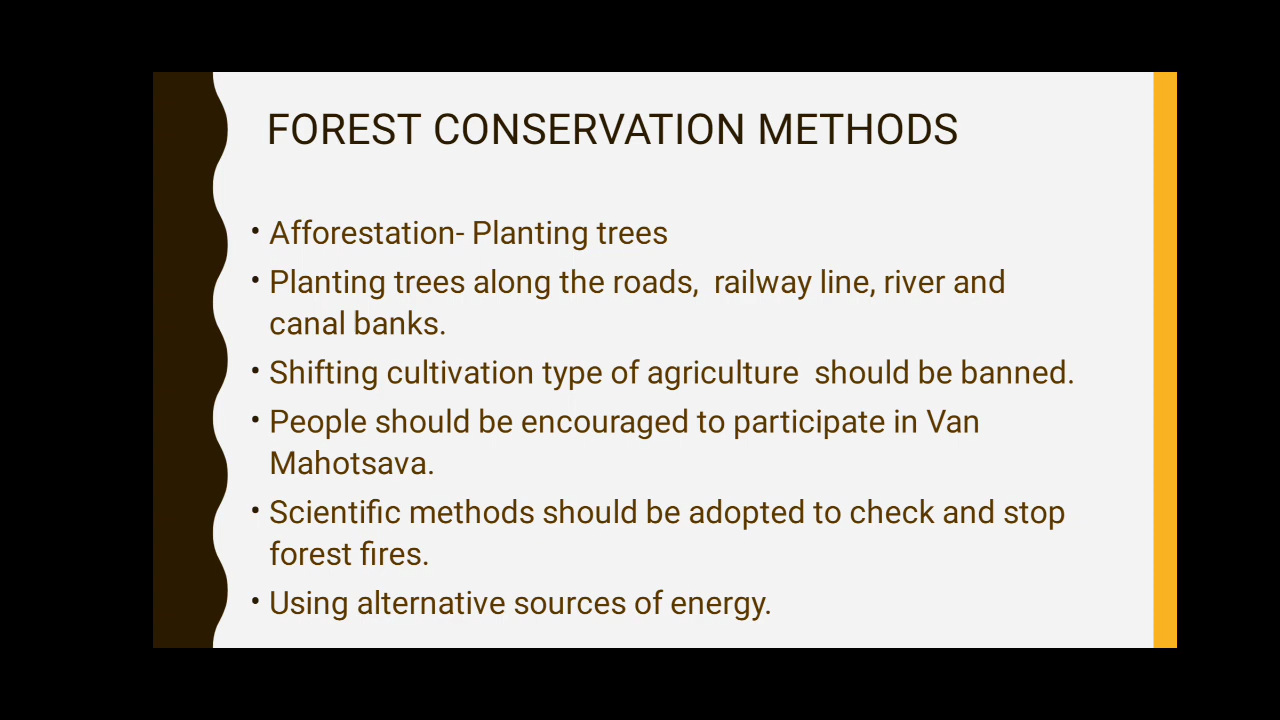 FOREST CONSERVATION METHODS
• Afforestation- Planting trees
• Planting trees along the roads,  railway line, river and
canal banks.
• Shifting cultivation type of agriculture  should be banned.
• People should be encouraged to participate in Van
Mahotsava.
• Scientific methods should be adopted to check and stop
forest fires.
• Using alternative sources of energy.